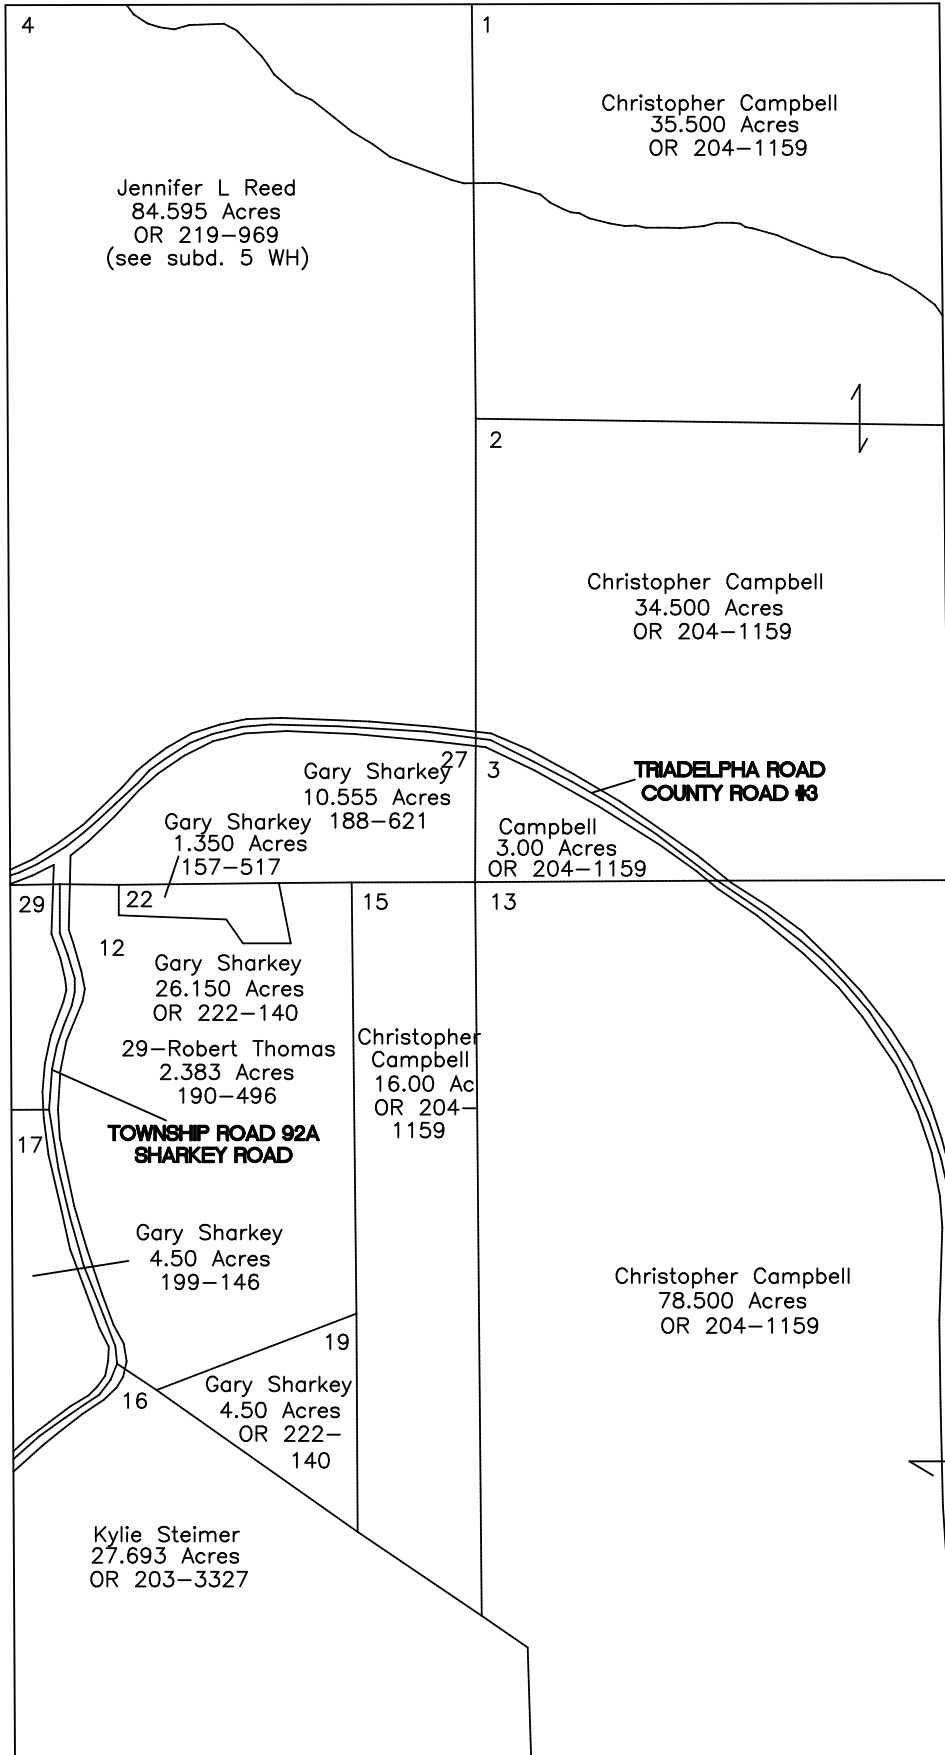 4
1
Christopher Campbell
35.500 Acres
OR 204-1159
Jennifer L Reed
84.595 Acres
OR 219-969
(see subd. 5 WH)
2
Christopher Campbell
34.500 Acres
OR 204-1159
27
3
TRIADELPHA ROAD
COUNTY ROAD #3
Gary Sharkey
10.555 Acres
188-621
Gary Sharkey
1.350 Acres
157-517
Campbell
3.00 Acres
OR 204-1159
29
22
15
13
12
Gary Sharkey
26.150 Acres
OR 222-140
29-Robert Thomas
2.383 Acres
190-496
Christopher
Campbell
16.00 Ac
OR 204-
1159
17
TOWNSHIP ROAD 92A
SHARKEY ROAD
Gary Sharkey
4.50 Acres
199-146
Christopher Campbell
78.500 Acres
OR 204-1159
19
16
Gary Sharkey
4.50 Acres
OR 222-
140
Kylie Steimer
27.693 Acres
OR 203-3327